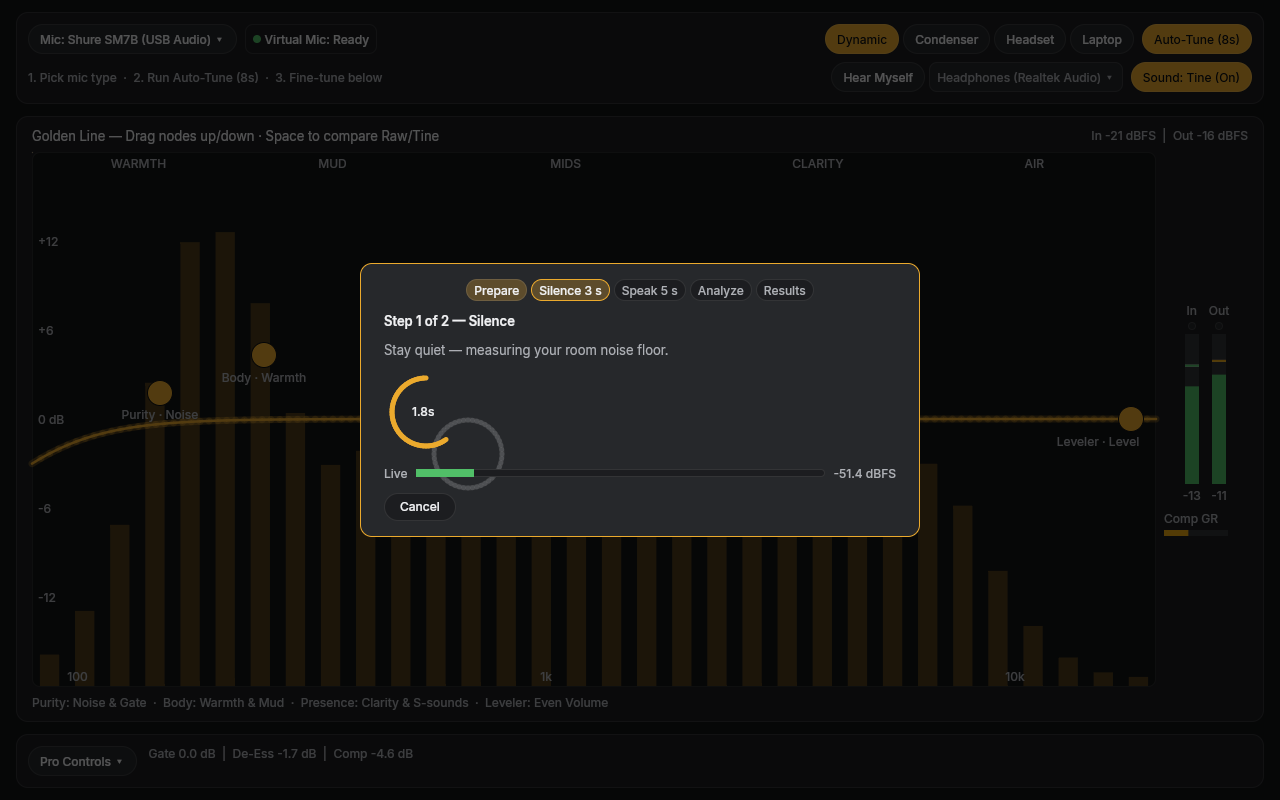 Mic: Shure SM7B (USB Audio) ▾
Virtual Mic: Ready
Dynamic
Condenser
Headset
Laptop
Auto-Tune (8s)
1. Pick mic type · 2. Run Auto-Tune (8s) · 3. Fine-tune below
Hear Myself
Headphones (Realtek Audio) ▾
Sound: Tine (On)
Golden Line — Drag nodes up/down · Space to compare Raw/Tine
In -21 dBFS | Out -16 dBFS
WARMTH
MUD
MIDS
CLARITY
AIR
+12
+6
0 dB
-6
-12
Body · Warmth
Purity · Noise
Leveler · Level
100
1k
10k
Prepare
Silence 3 s
Speak 5 s
Analyze
Results
Step 1 of 2 — Silence
Stay quiet — measuring your room noise floor.
1.8s
Live
-51.4 dBFS
Cancel
In
Out
-13
-11
Comp GR
Purity: Noise & Gate · Body: Warmth & Mud · Presence: Clarity & S-sounds · Leveler: Even Volume
Pro Controls ▾
Gate 0.0 dB | De-Ess -1.7 dB | Comp -4.6 dB